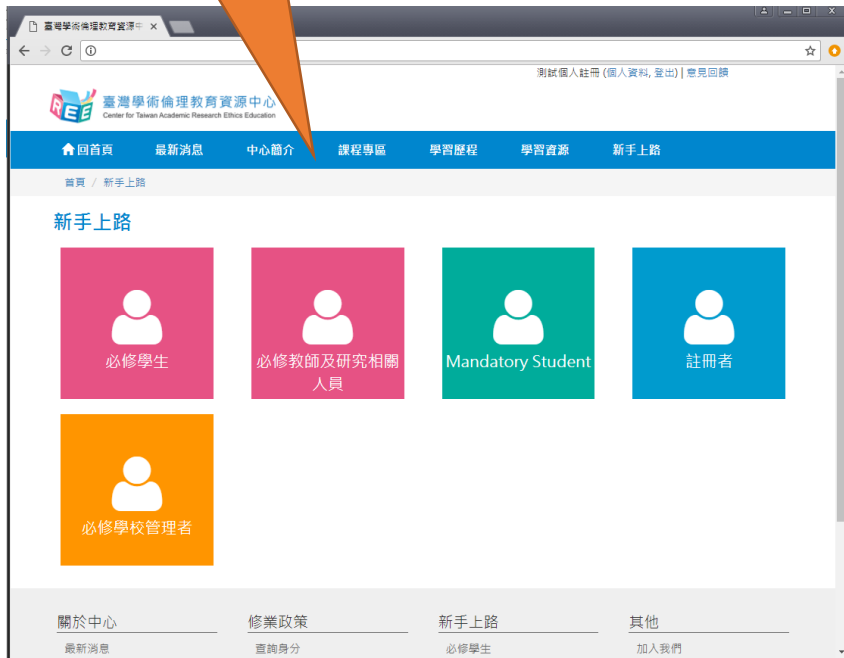 臺灣學術倫理教育資源中
測試個人註冊 (個人資料, 登出) | 意見回饋
REE
臺灣學術倫理教育資源中心
Center for Taiwan Academic Research Ethics Education
回首頁 最新消息 中心簡介 課程專區 學習歷程 學習資源 新手上路
首頁 / 新手上路
新手上路
必修學生
必修教師及研究相關
人員
Mandatory Student
註冊者
必修學校管理者
關於中心 修業政策 新手上路 其他
最新消息 查詢身分 必修學生 加入我們